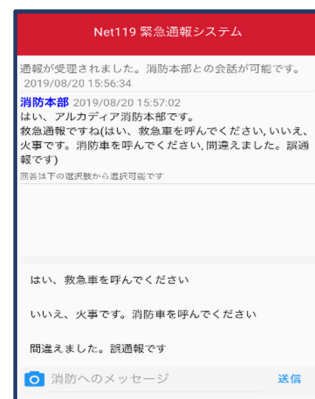 Net119 緊急通報システム
通報が受理されました。消防本部との会話が可能です。
2019/08/20 15:56:34
消防本部 2019/08/20 15:57:02
はい、アルカディア消防本部です。
救急通報ですね(はい、救急車を呼んでください, いいえ、
火事です。消防車を呼んでください, 間違えました。誤通
報です)
回答は下の選択肢から選択可能です
はい、救急車を呼んでください
いいえ、火事です。消防車を呼んでください
間違えました。誤通報です
消防へのメッセージ
送信